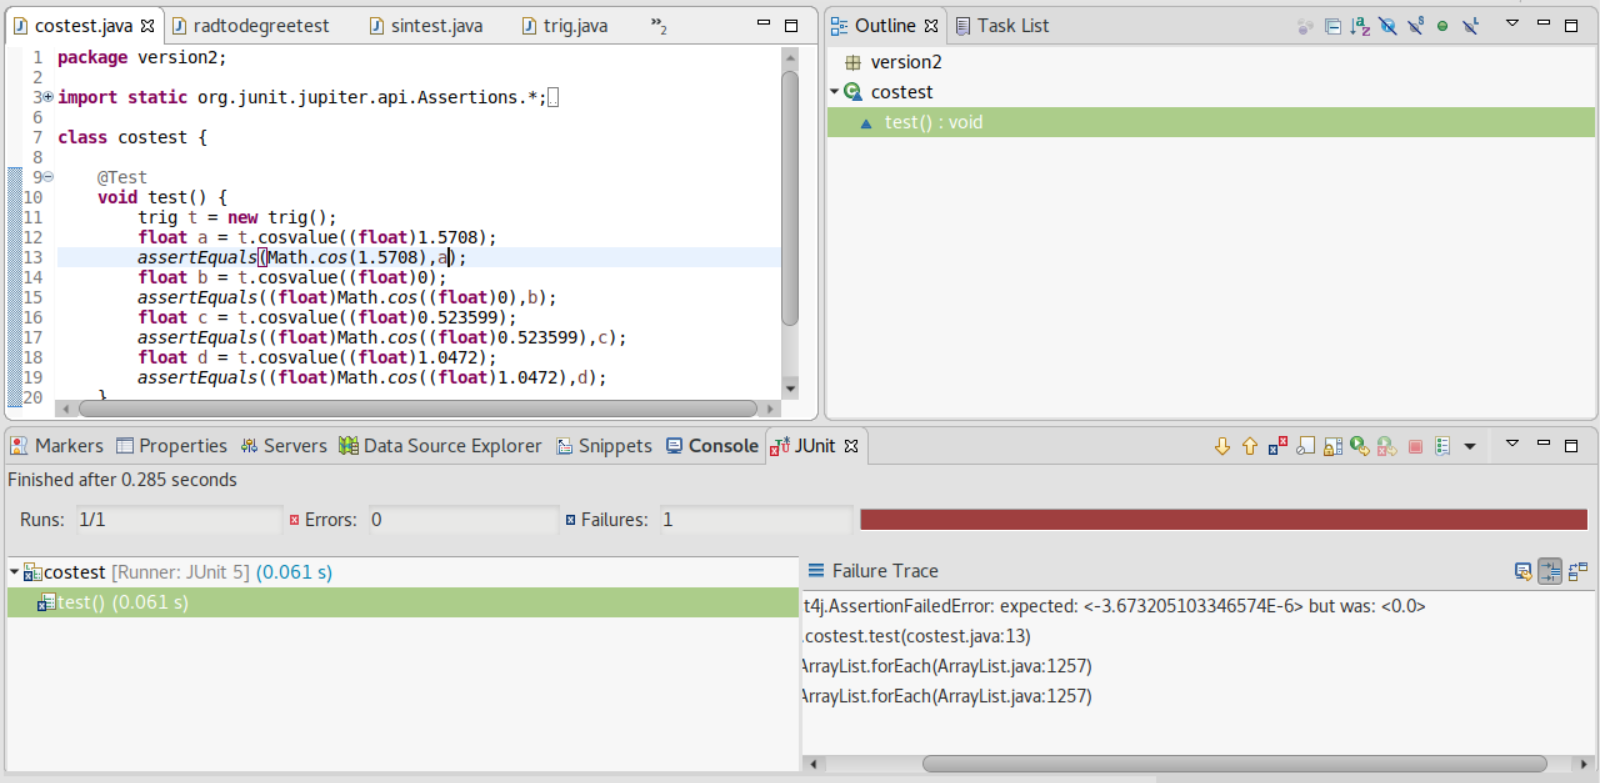 costest.java radtodegreetest sintest.java trig.java »2
1 package version2;
2
3 import static org.junit.jupiter.api.Assertions.*;
6
7 class costest {
8
9 @Test
10 void test() {
11 trig t = new trig();
12 float a = t.cosvalue((float)1.5708);
13 assertEquals(Math.cos(1.5708),a);
14 float b = t.cosvalue((float)0);
15 assertEquals((float)Math.cos((float)0),b);
16 float c = t.cosvalue((float)0.523599);
17 assertEquals((float)Math.cos((float)0.523599),c);
18 float d = t.cosvalue((float)1.0472);
19 assertEquals((float)Math.cos((float)1.0472),d);
20 }
Outline Task List
version2
costest
test() : void
Markers Properties Servers Data Source Explorer Snippets Console JUnit
Finished after 0.285 seconds
Runs: 1/1 Errors: 0 Failures: 1
costest [Runner: JUnit 5] (0.061 s)
test() (0.061 s)
Failure Trace
t4j.AssertionFailedError: expected: <-3.673205103346574E-6> but was: <0.0>
.costest.test(costest.java:13)
ArrayList.forEach(ArrayList.java:1257)
ArrayList.forEach(ArrayList.java:1257)